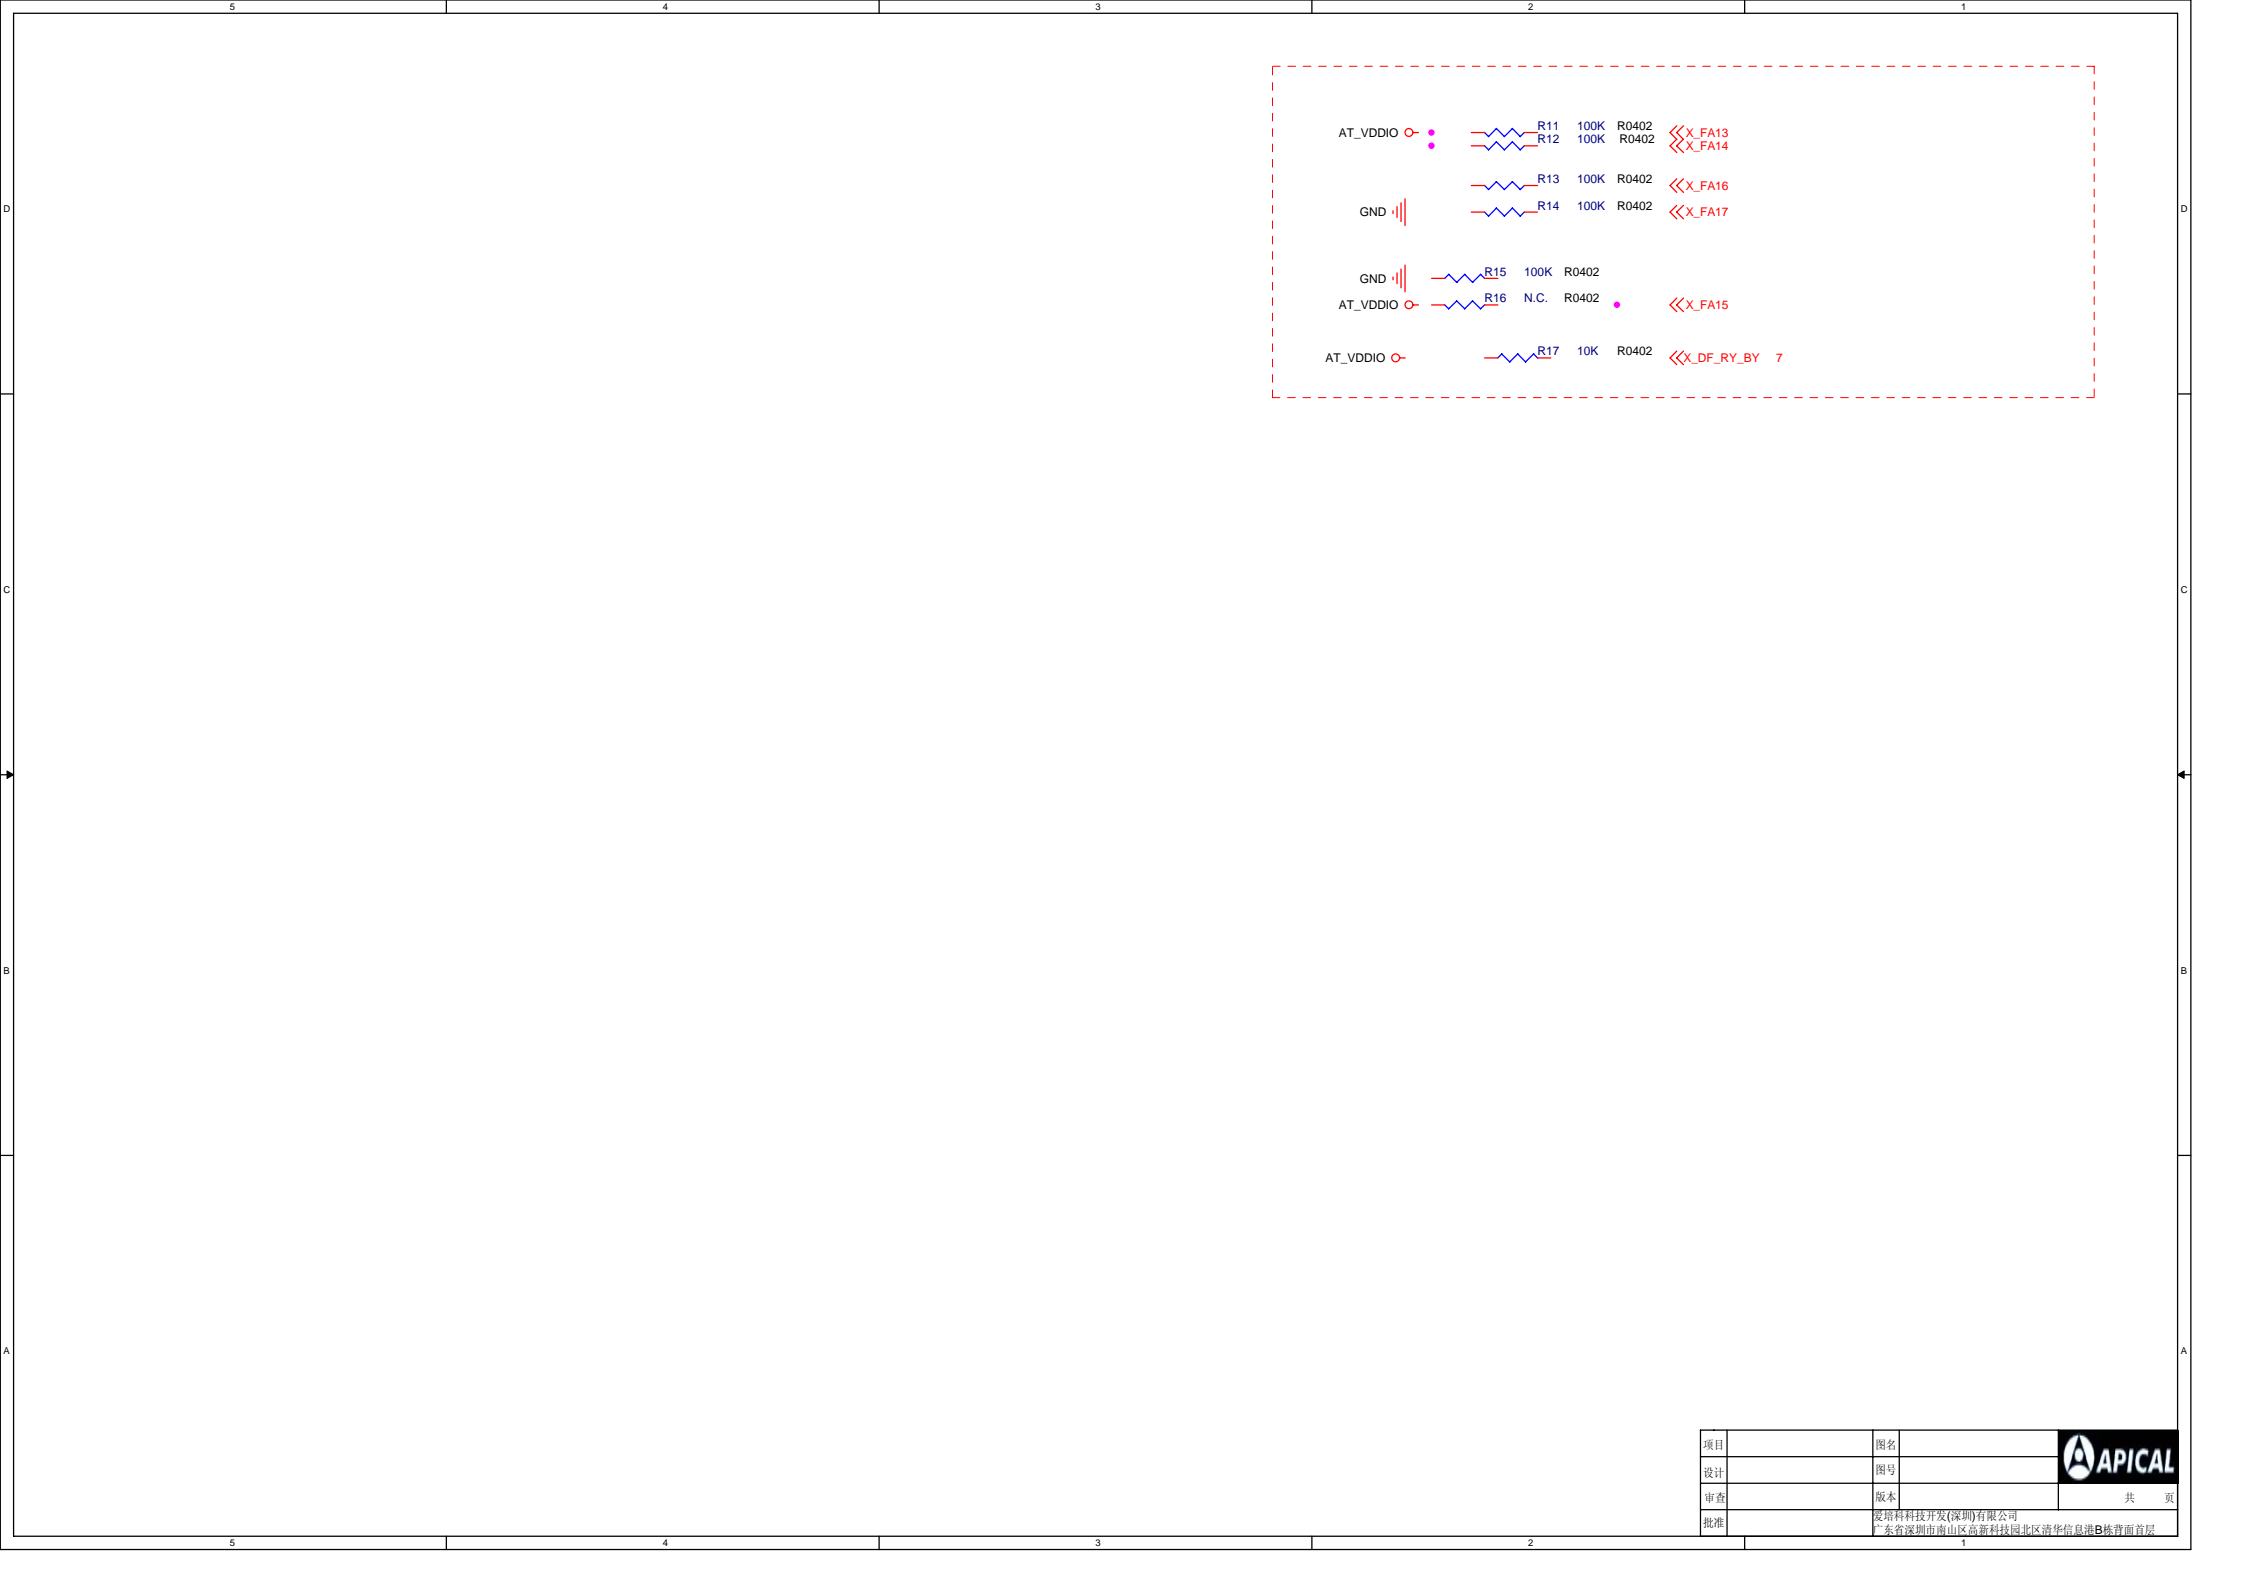 5 4 3 2 1
AT_VDDIO R11 100K R0402 X_FA13
R12 100K R0402 X_FA14
R13 100K R0402 X_FA16
D GND R14 100K R0402 X_FA17 D
GND R15 100K R0402
AT_VDDIO R16 N.C. R0402 X_FA15
AT_VDDIO R17 10K R0402 X_DF_RY_BY 7
C C
B B
A A
项目 图名 APICAL
设计 图号
审查 版本 共 页
批准 爱培科科技开发(深圳)有限公司
广东省深圳市南山区高新科技园北区清华信息港B栋背面首层
5 4 3 2 1